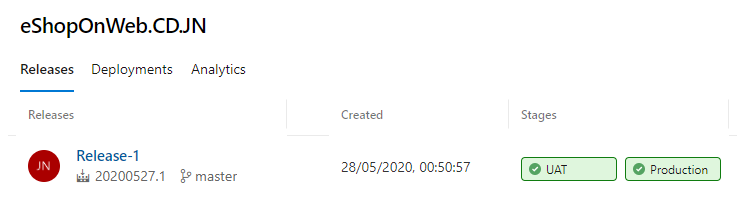 eShopOnWeb.CD.JN
Releases Deployments Analytics
Releases Created Stages
JN Release-1 28/05/2020, 00:50:57 UAT Production
20200527.1 master